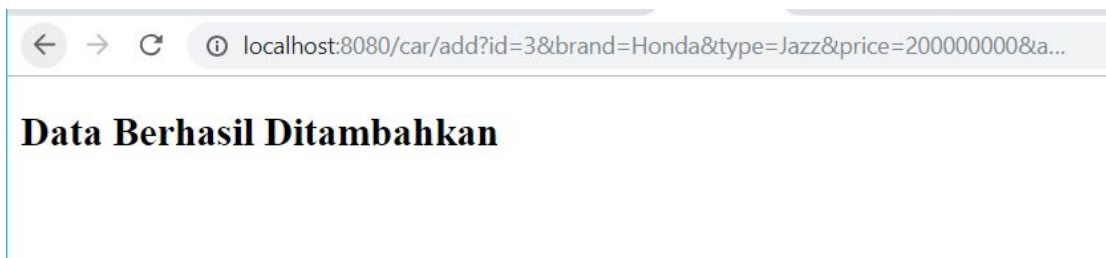 localhost:8080/car/add?id=3&brand=Honda&type=Jazz&price=200000000&a...
Data Berhasil Ditambahkan